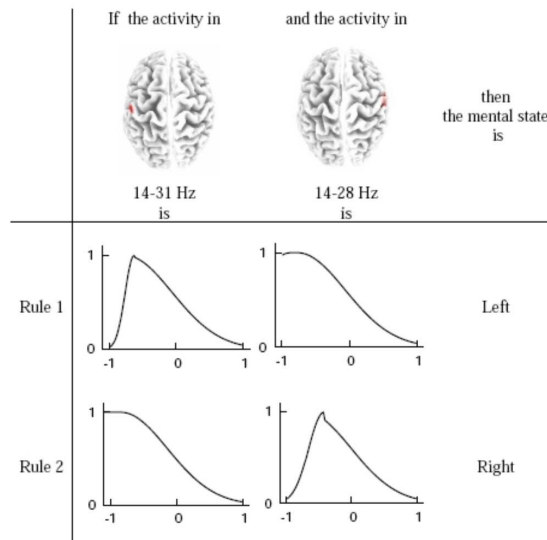 If the activity in
and the activity in
then
the mental state
is
14-31 Hz
is
14-28 Hz
is
Rule 1
1
0
-1
0
1
1
0
-1
0
1
Left
Rule 2
1
0
-1
0
1
1
0
-1
0
1
Right